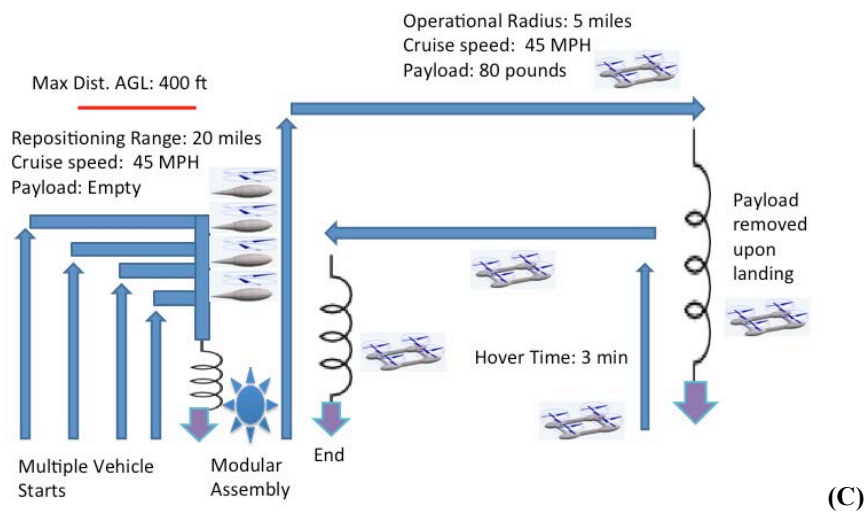 Operational Radius: 5 miles
Cruise speed: 45 MPH
Payload: 80 pounds
Max Dist. AGL: 400 ft
Repositioning Range: 20 miles
Cruise speed: 45 MPH
Payload: Empty
Payload
removed
upon
landing
Hover Time: 3 min
Multiple Vehicle
Starts
Modular
Assembly
End
(C)